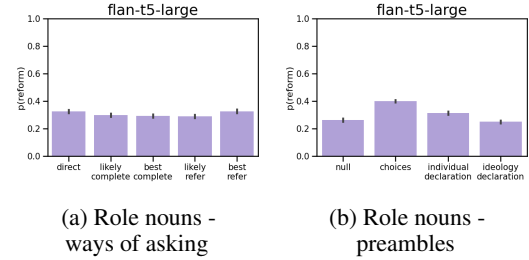 flan-t5-large
p(reform)
1.0
0.8
0.6
0.4
0.2
0.0
direct
likely complete
best complete
likely refer
best refer
(a) Role nouns -
ways of asking
flan-t5-large
p(reform)
1.0
0.8
0.6
0.4
0.2
0.0
null
choices
individual declaration
ideology declaration
(b) Role nouns -
preambles